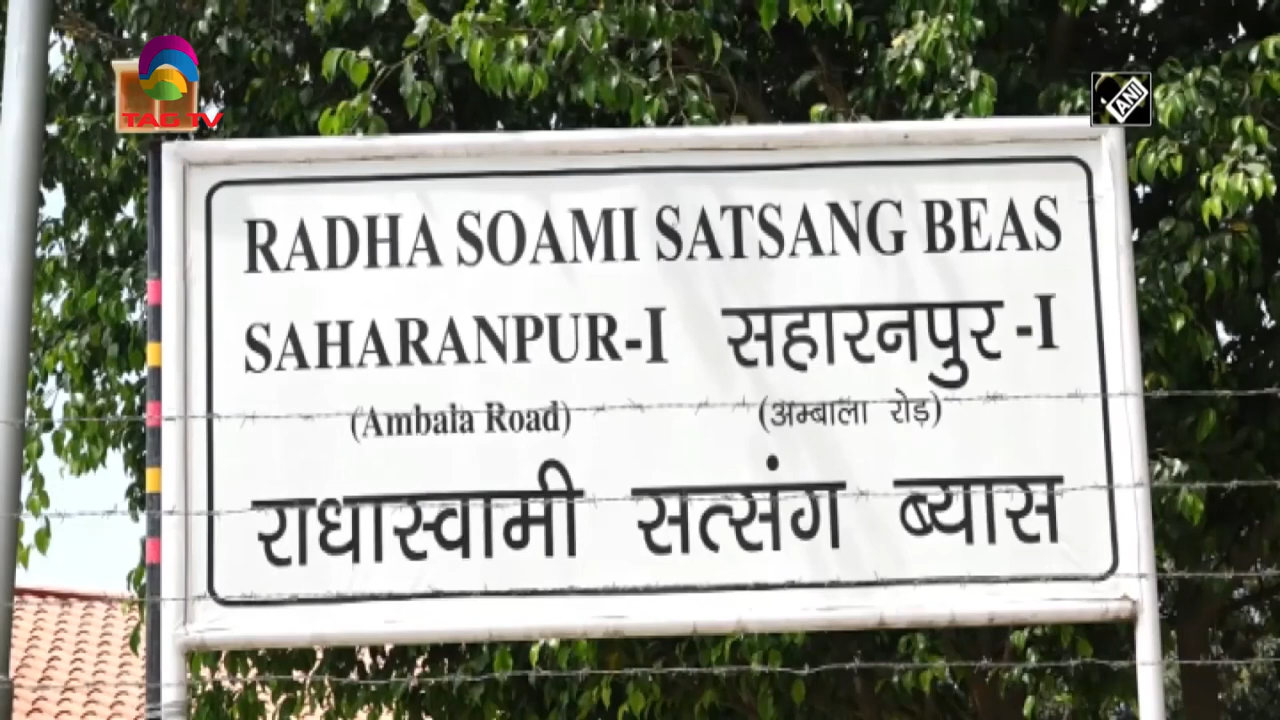 TAG TV
ANI
RADHA SOAMI SATSANG BEAS
SAHARANPUR-I सहारनपुर -I
(Ambala Road) (अम्बाला रोड़)
राधास्वामी सत्संग ब्यास